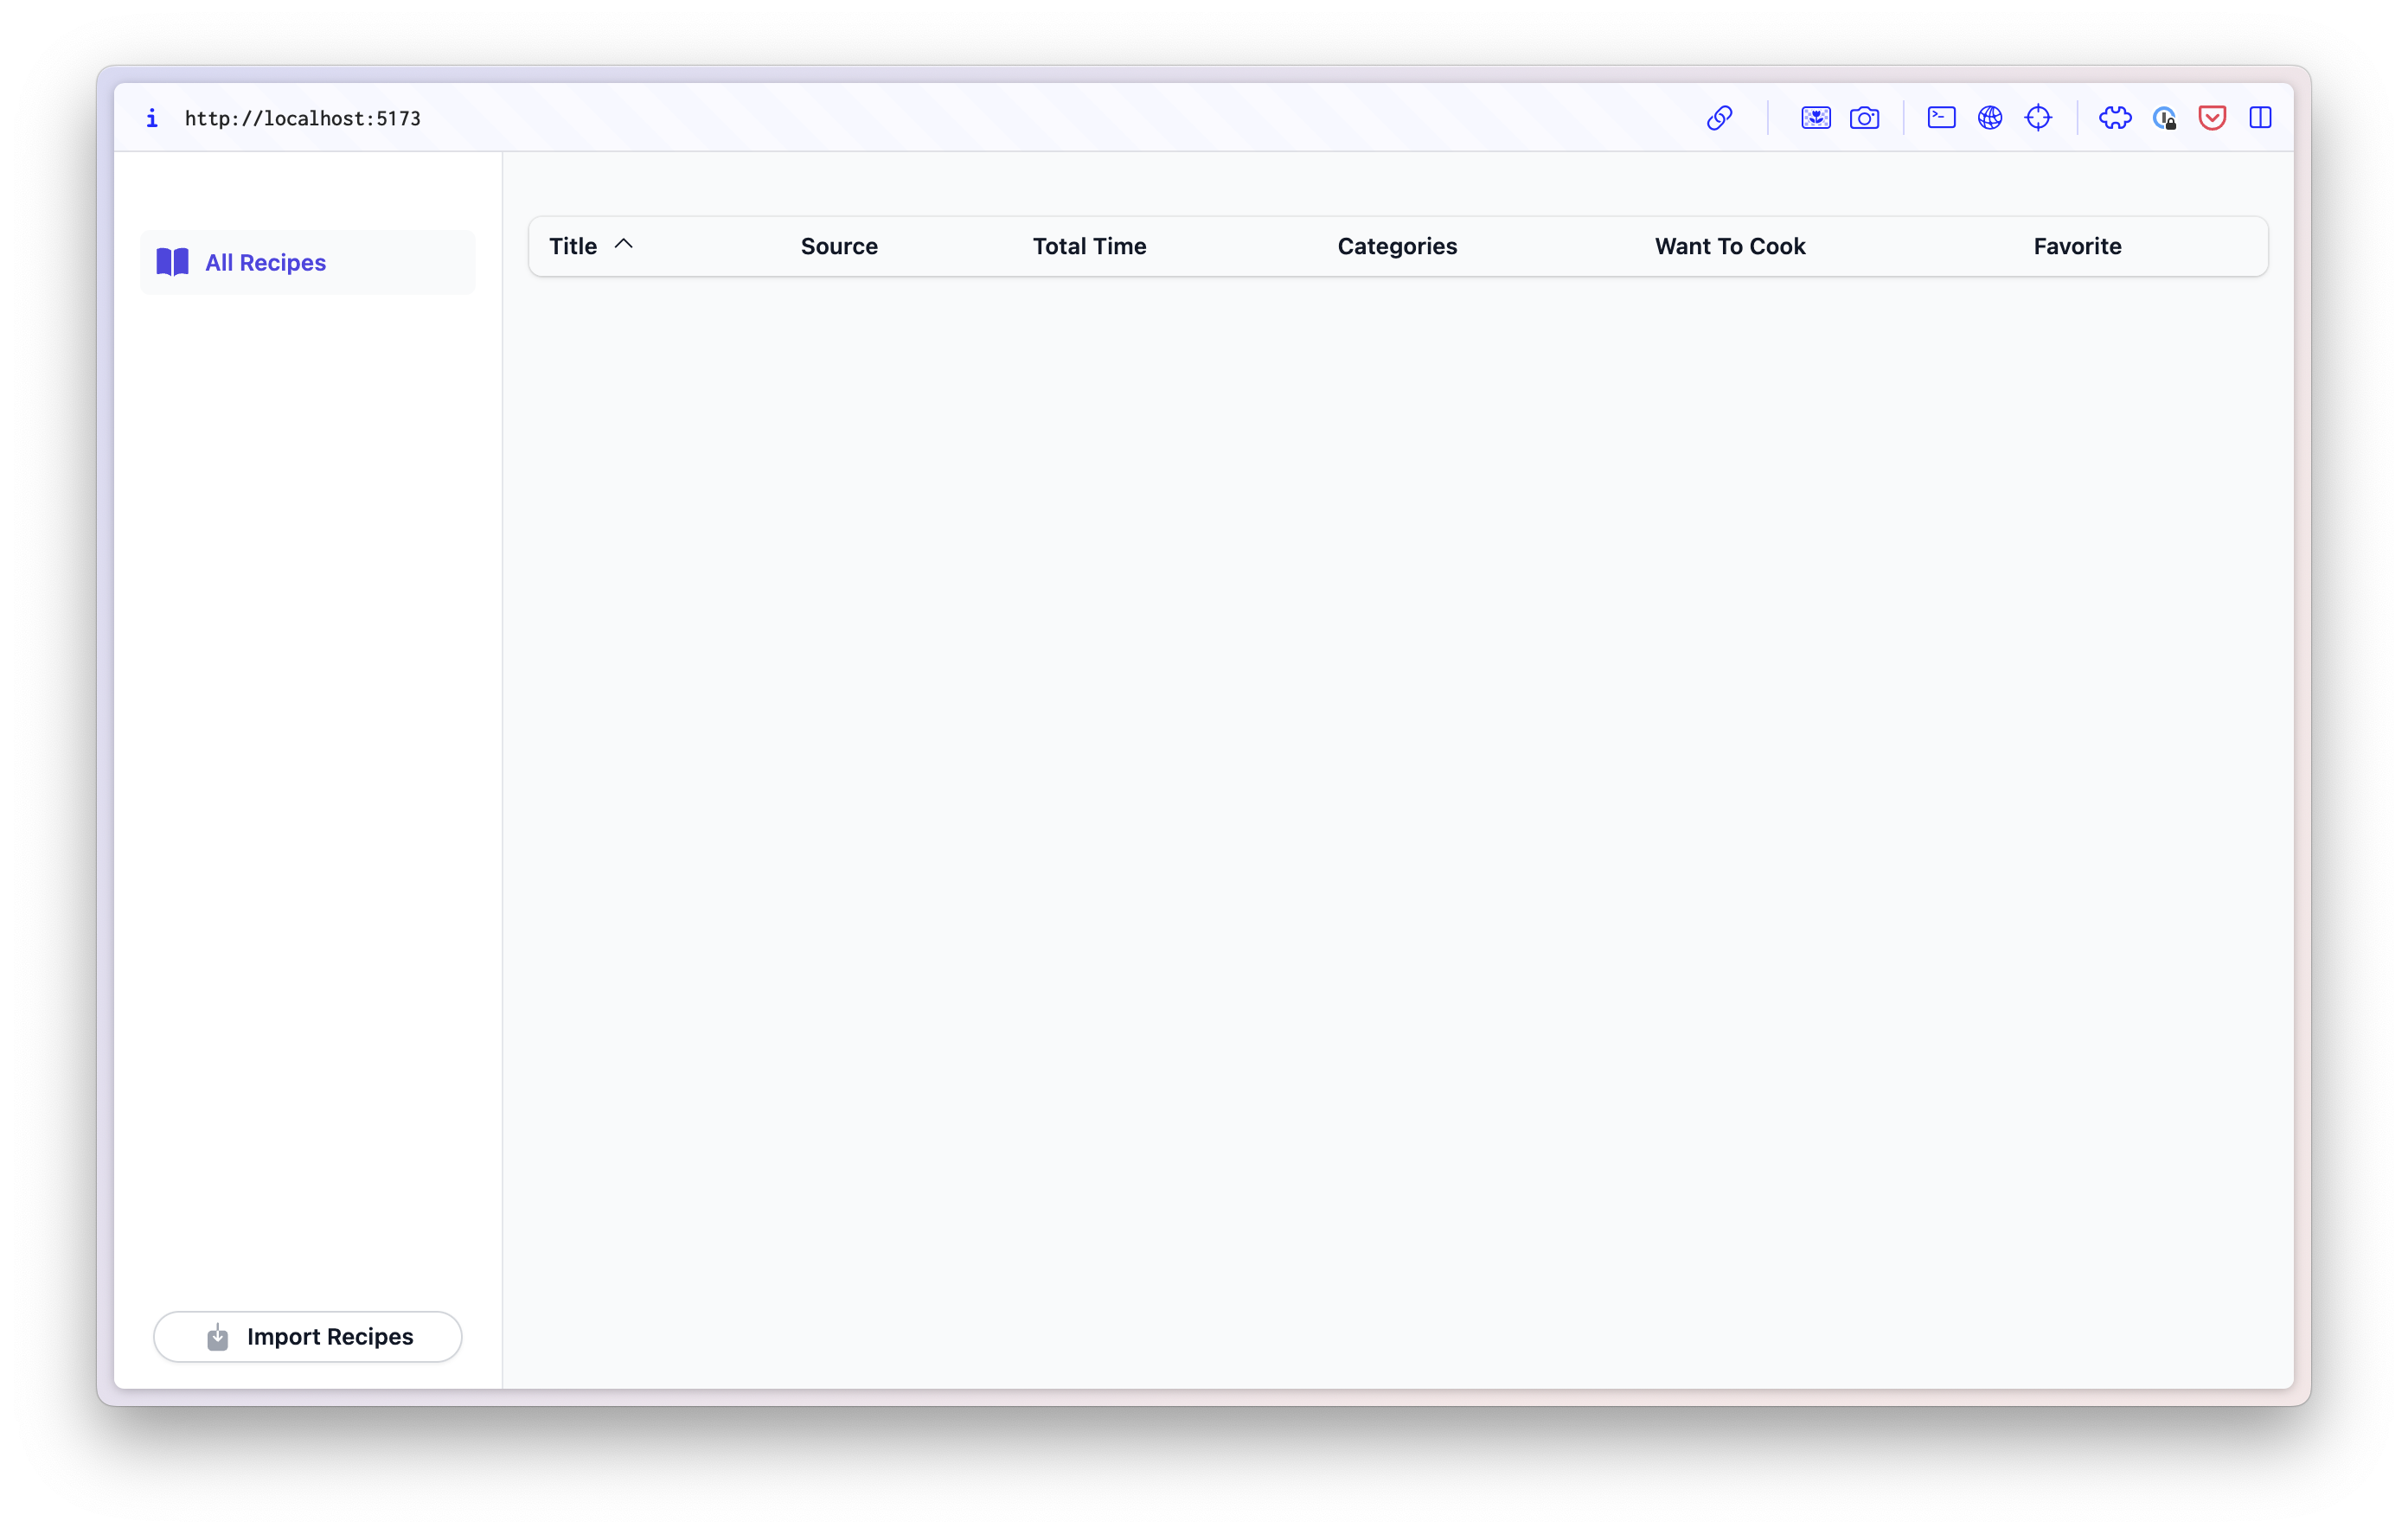 http://localhost:5173
All Recipes
Title Source Total Time Categories Want To Cook Favorite
Import Recipes